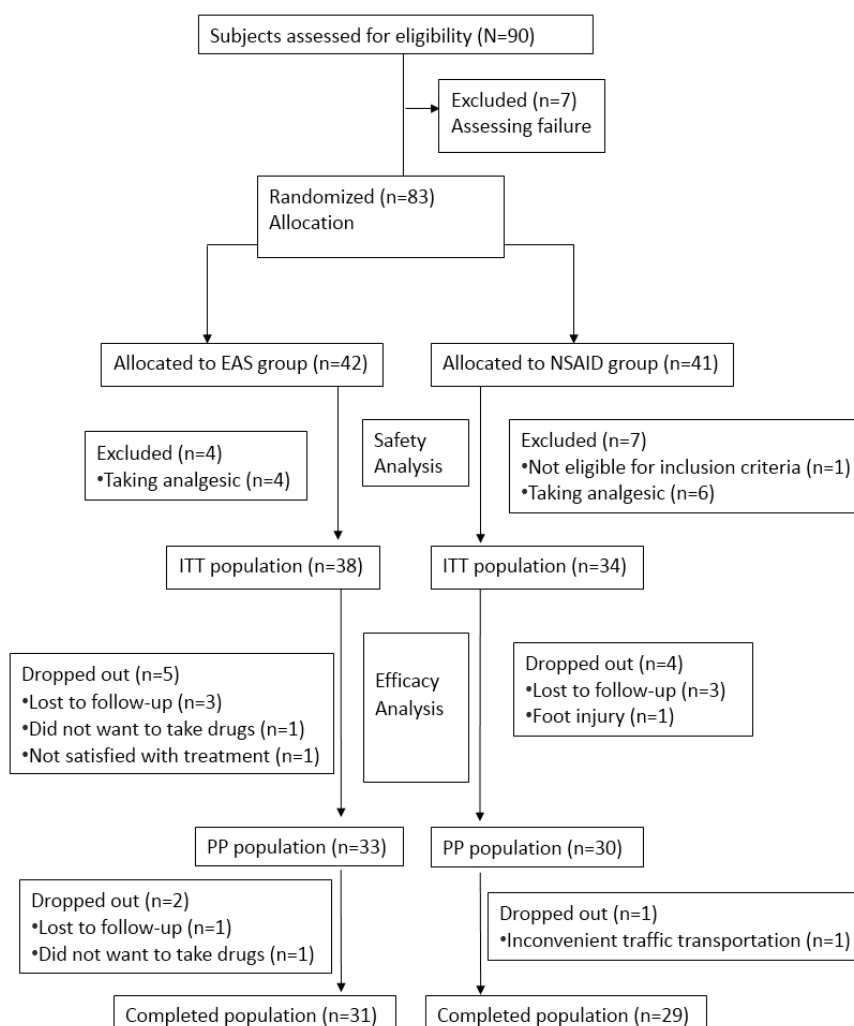 Subjects assessed for eligibility (N=90)
Excluded (n=7)
Assessing failure
Randomized (n=83)
Allocation
Allocated to EAS group (n=42)
Allocated to NSAID group (n=41)
Excluded (n=4)
•Taking analgesic (n=4)
Safety
Analysis
Excluded (n=7)
•Not eligible for inclusion criteria (n=1)
•Taking analgesic (n=6)
ITT population (n=38)
ITT population (n=34)
Dropped out (n=5)
•Lost to follow-up (n=3)
•Did not want to take drugs (n=1)
•Not satisfied with treatment (n=1)
Efficacy
Analysis
Dropped out (n=4)
•Lost to follow-up (n=3)
•Foot injury (n=1)
PP population (n=33)
PP population (n=30)
Dropped out (n=2)
•Lost to follow-up (n=1)
•Did not want to take drugs (n=1)
Dropped out (n=1)
•Inconvenient traffic transportation (n=1)
Completed population (n=31)
Completed population (n=29)